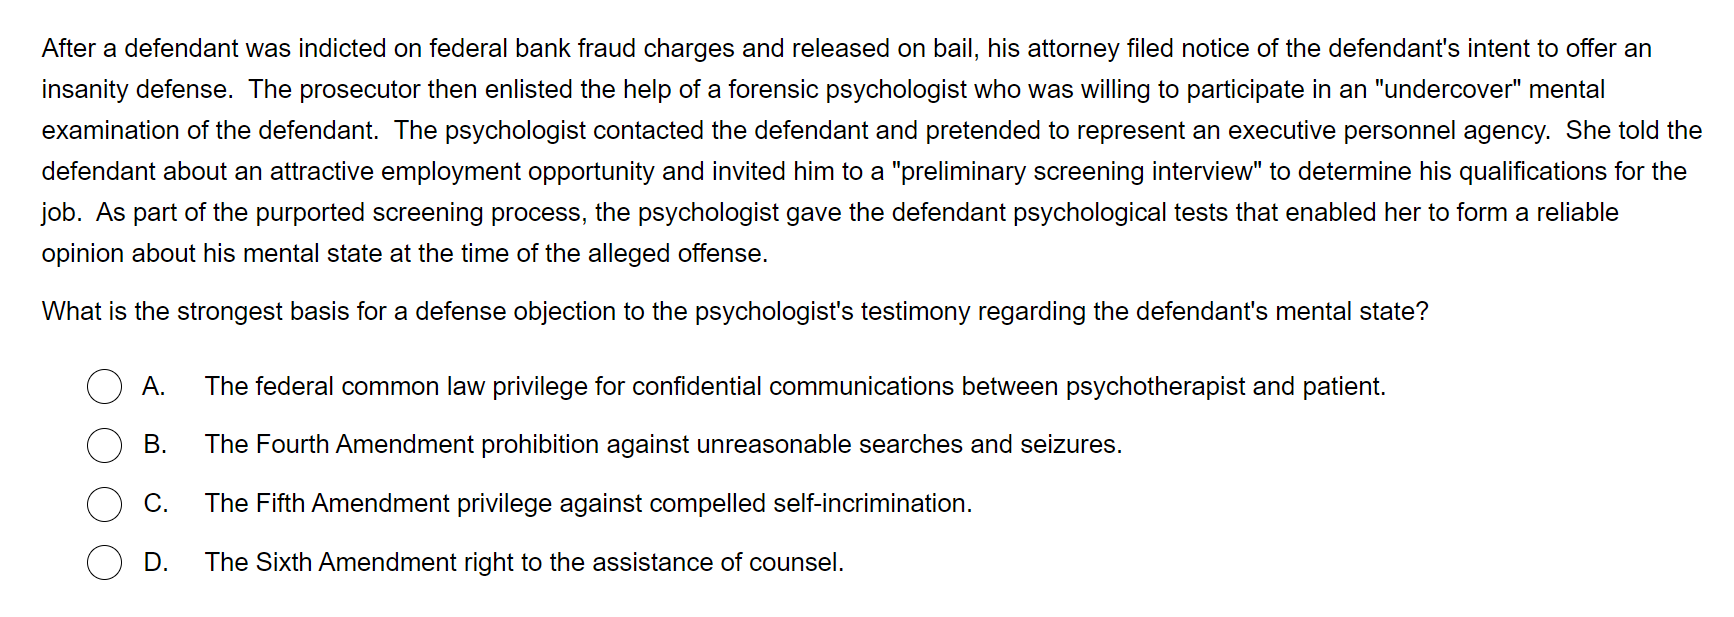 After a defendant was indicted on federal bank fraud charges and released on bail, his attorney filed notice of the defendant's intent to offer an
insanity defense.  The prosecutor then enlisted the help of a forensic psychologist who was willing to participate in an "undercover" mental
examination of the defendant.  The psychologist contacted the defendant and pretended to represent an executive personnel agency.  She told the
defendant about an attractive employment opportunity and invited him to a "preliminary screening interview" to determine his qualifications for the
job.  As part of the purported screening process, the psychologist gave the defendant psychological tests that enabled her to form a reliable
opinion about his mental state at the time of the alleged offense.
What is the strongest basis for a defense objection to the psychologist's testimony regarding the defendant's mental state?
A. The federal common law privilege for confidential communications between psychotherapist and patient.
B. The Fourth Amendment prohibition against unreasonable searches and seizures.
C. The Fifth Amendment privilege against compelled self-incrimination.
D. The Sixth Amendment right to the assistance of counsel.